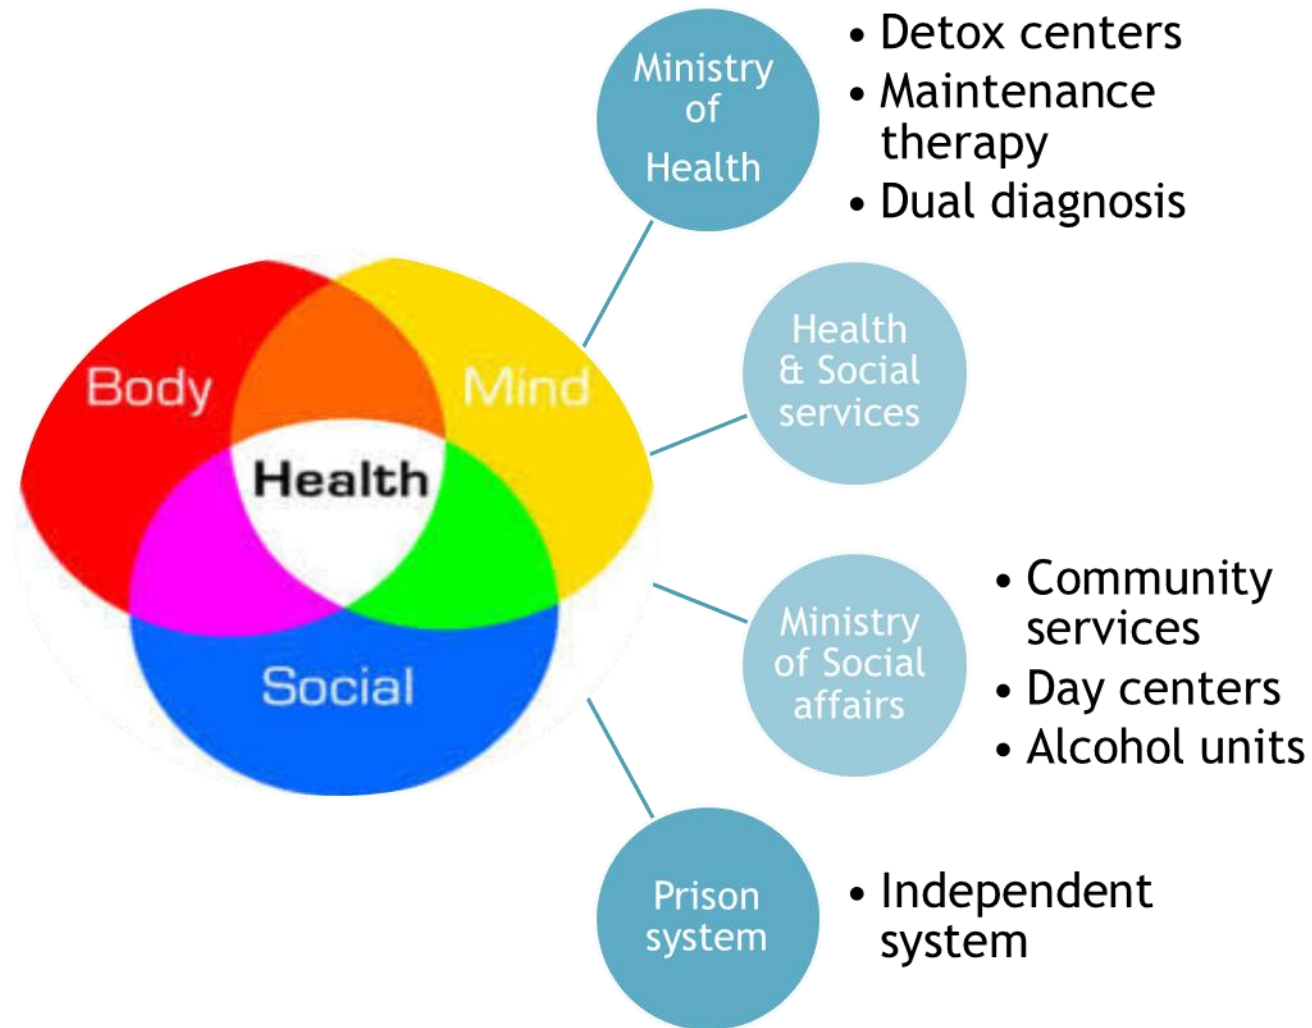 Ministry
of
Health
• Detox centers
• Maintenance
therapy
• Dual diagnosis
Body
Mind
Health
Social
Health
& Social
services
Ministry
of Social
affairs
• Community
services
• Day centers
• Alcohol units
Prison
system
• Independent
system